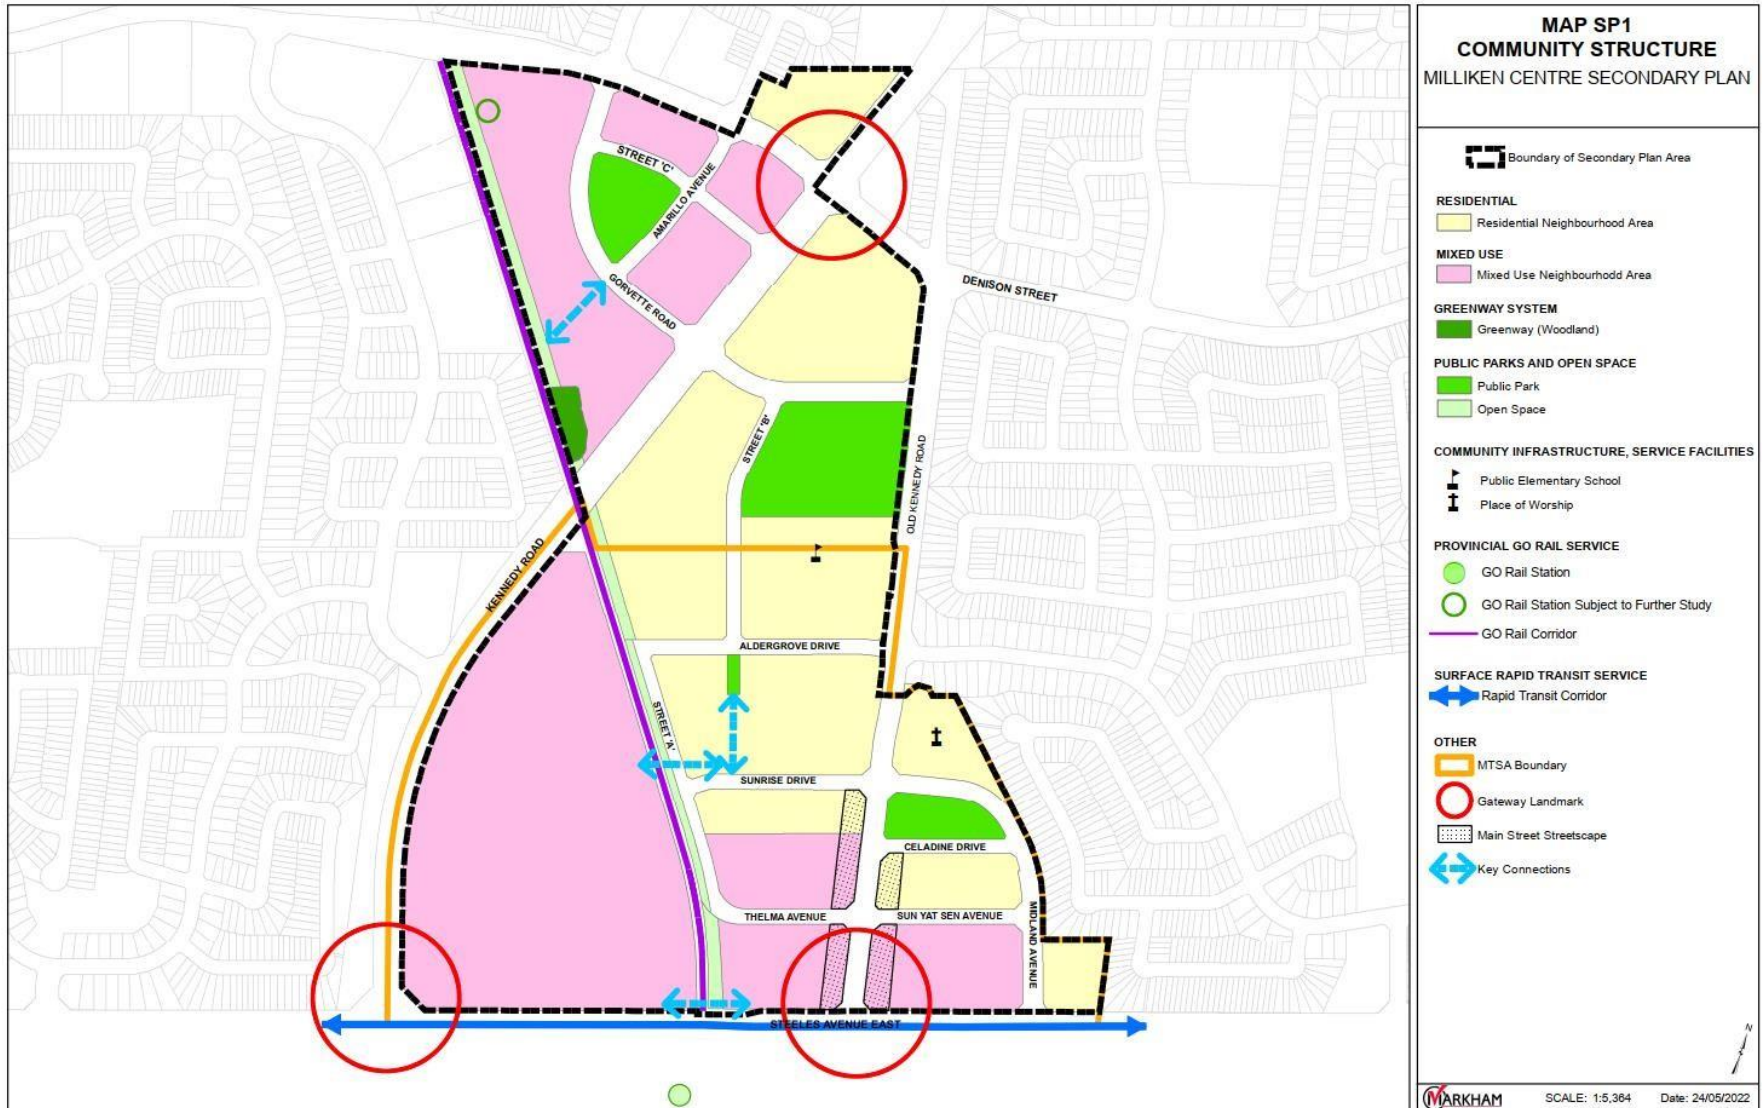 MAP SP1
COMMUNITY STRUCTURE
MILLIKEN CENTRE SECONDARY PLAN
Boundary of Secondary Plan Area
RESIDENTIAL
Residential Neighbourhood Area
MIXED USE
Mixed Use Neighbourhodd Area
GREENWAY SYSTEM
Greenway (Woodland)
PUBLIC PARKS AND OPEN SPACE
Public Park
Open Space
COMMUNITY INFRASTRUCTURE, SERVICE FACILITIES
Public Elementary School
Place of Worship
PROVINCIAL GO RAIL SERVICE
GO Rail Station
GO Rail Station Subject to Further Study
GO Rail Corridor
SURFACE RAPID TRANSIT SERVICE
Rapid Transit Corridor
OTHER
MTSA Boundary
Gateway Landmark
Main Street Streetscape
Key Connections
N
MARKHAM
SCALE: 1:5,364
Date: 24/05/2022
STREET 'C'
AMARILLO AVENUE
GORVETTE ROAD
DENISON STREET
STREET 'B'
OLD KENNEDY ROAD
KENNEDY ROAD
ALDERGROVE DRIVE
STREET 'A'
SUNRISE DRIVE
CELADINE DRIVE
THELMA AVENUE
SUN YAT SEN AVENUE
MIDLAND AVENUE
STEELES AVENUE EAST